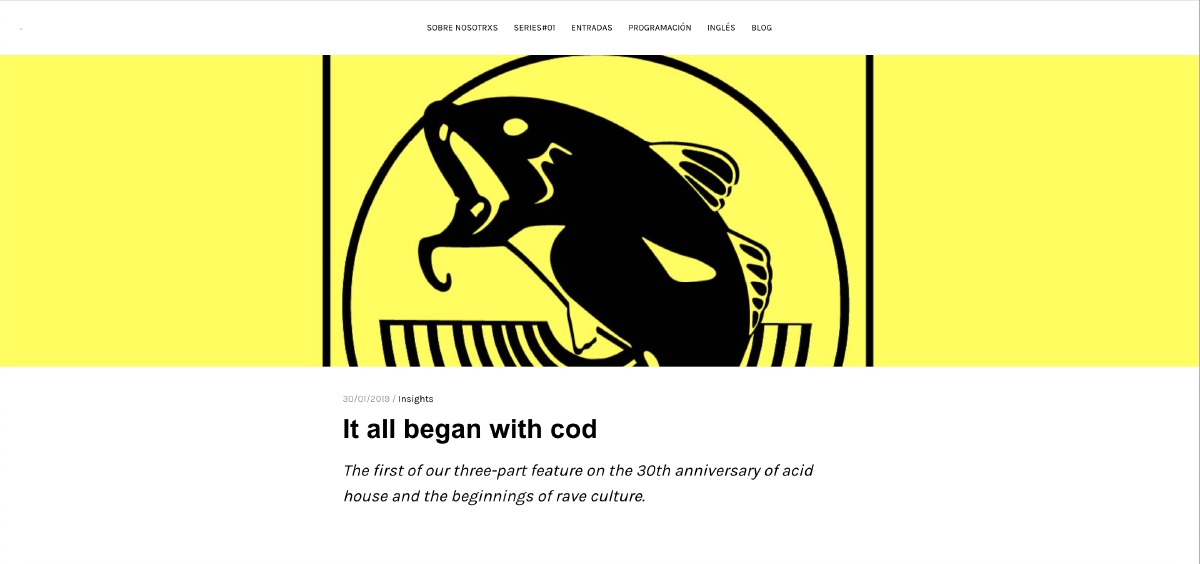 SOBRE NOSOTRXS SERIES#01 ENTRADAS PROGRAMACIÓN INGLÉS BLOG
30/01/2019 / Insights
It all began with cod
The first of our three-part feature on the 30th anniversary of acid
house and the beginnings of rave culture.